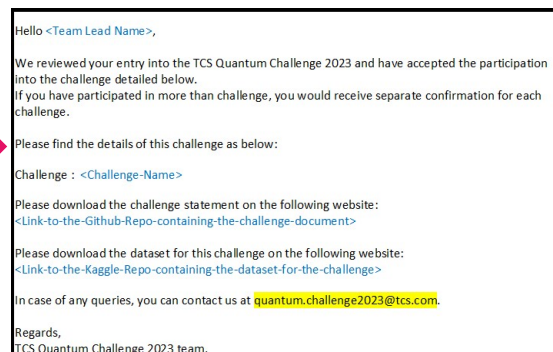 Hello <Team Lead Name>,
We reviewed your entry into the TCS Quantum Challenge 2023 and have accepted the participation
into the challenge detailed below.
If you have participated in more than challenge, you would receive separate confirmation for each
challenge.
Please find the details of this challenge as below:
Challenge : <Challenge-Name>
Please download the challenge statement on the following website:
<Link-to-the-Github-Repo-containing-the-challenge-document>
Please download the dataset for this challenge on the following website:
<Link-to-the-Kaggle-Repo-containing-the-dataset-for-the-challenge>
In case of any queries, you can contact us at quantum.challenge2023@tcs.com.
Regards,
TCS Quantum Challenge 2023 team.